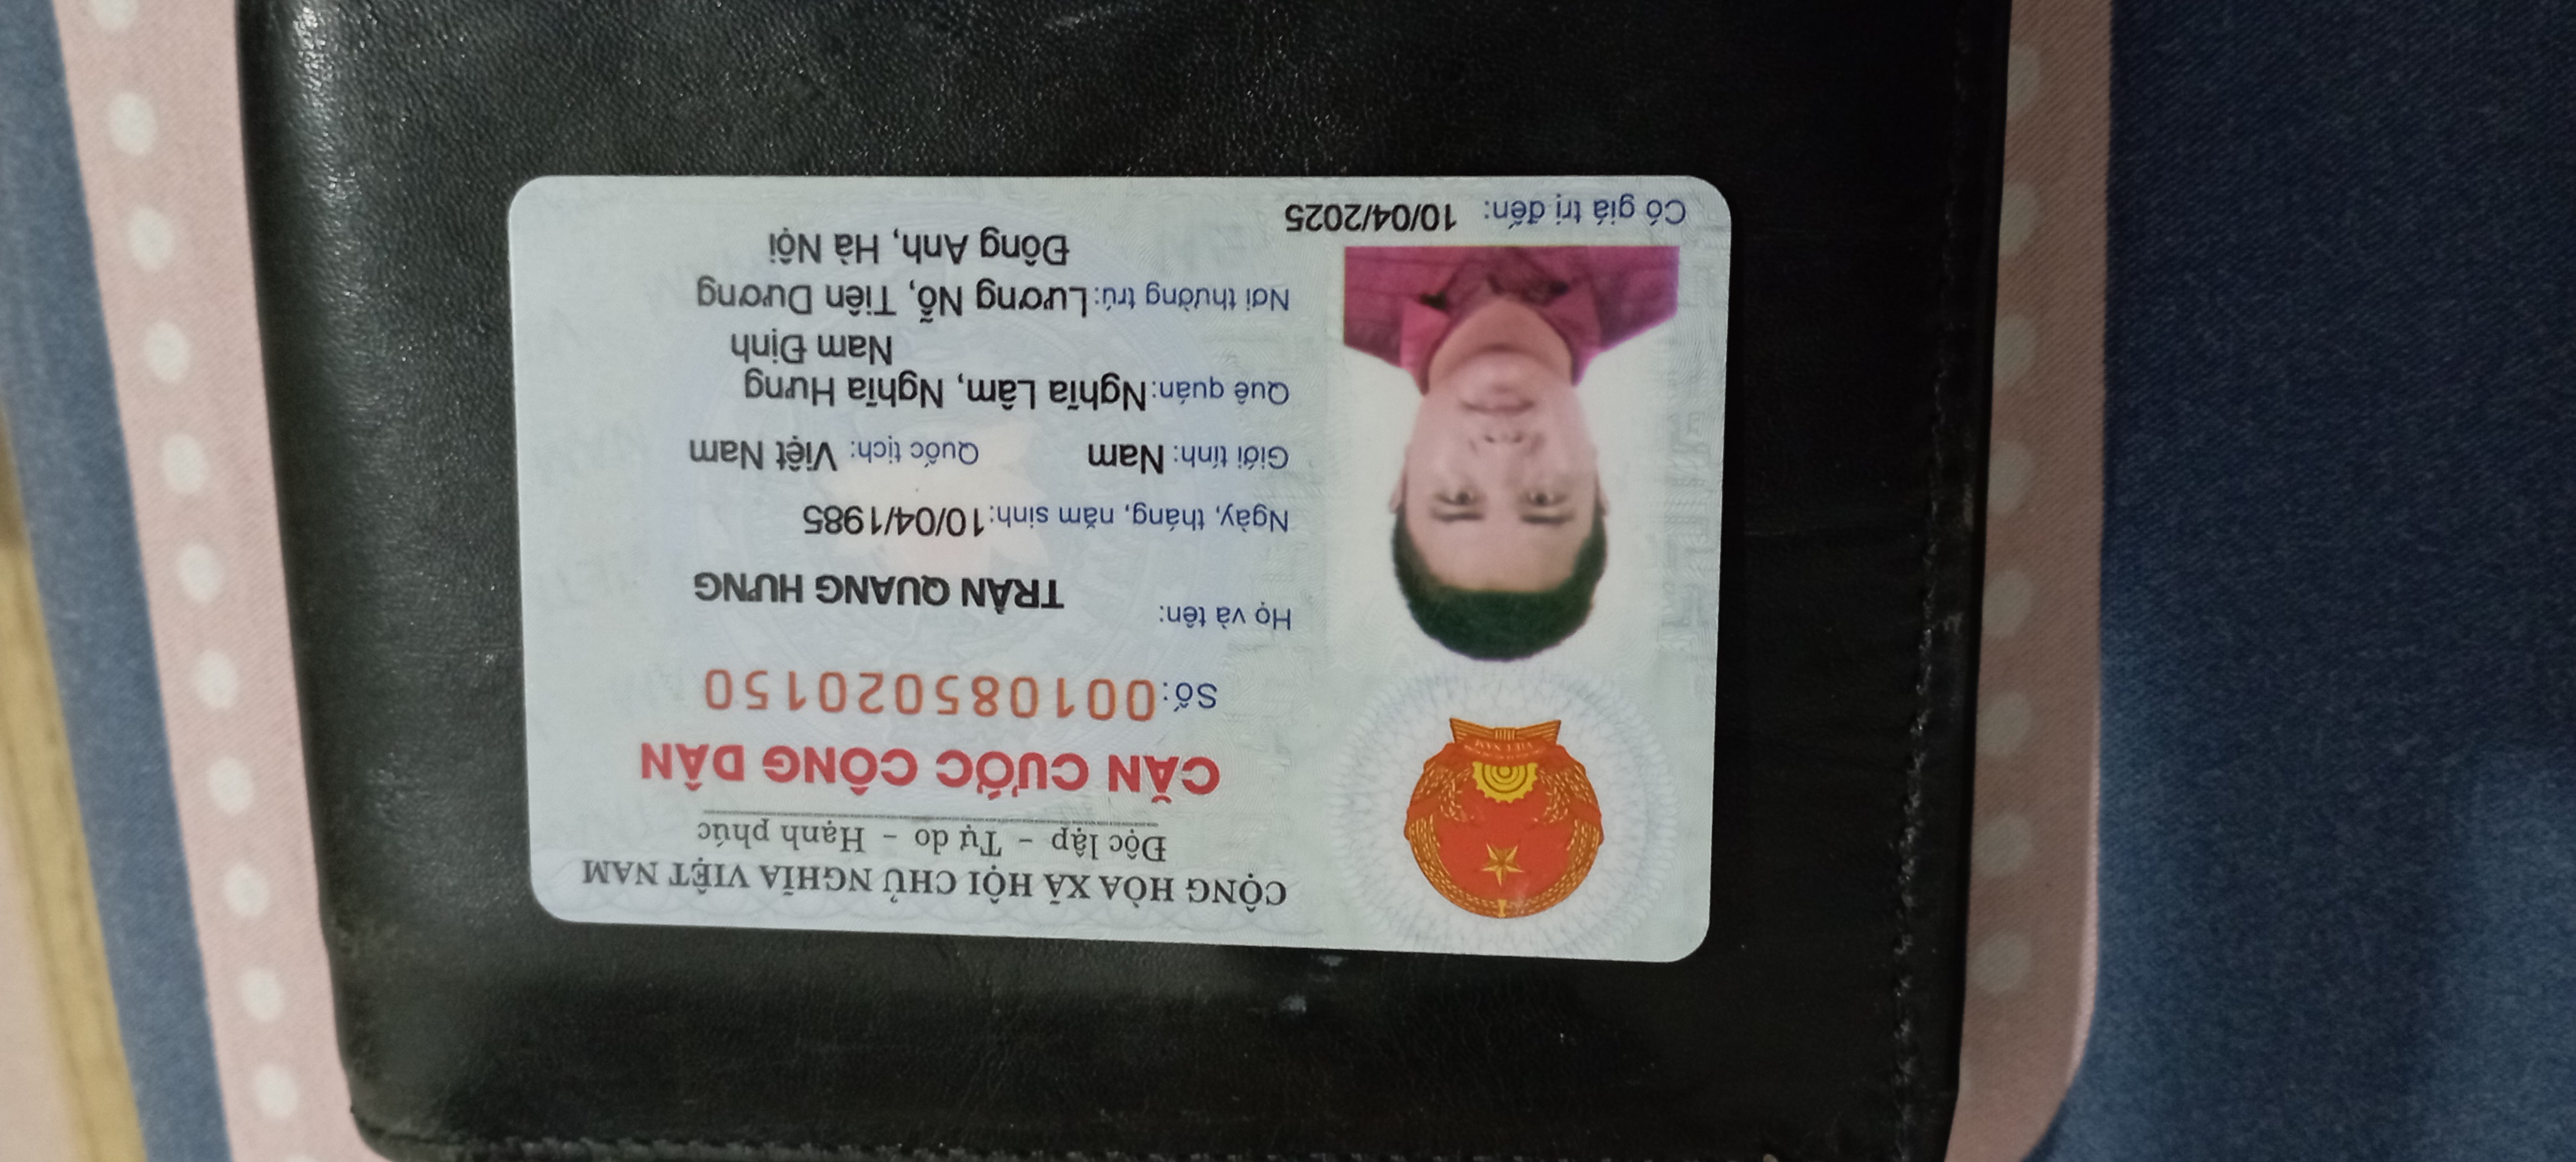 CỘNG HÒA XÃ HỘI CHỦ NGHĨA VIỆT NAM
Độc lập - Tự do - Hạnh phúc
CĂN CƯỚC CÔNG DÂN
Số: 001085020150
Họ và tên: TRẦN QUANG HƯNG
Ngày, tháng, năm sinh: 10/04/1985
Giới tính: Nam Quốc tịch: Việt Nam
Quê quán: Nghĩa Lâm, Nghĩa Hưng
Nam Định
Nơi thường trú: Lương Nỗ, Tiên Dương
Đông Anh, Hà Nội
Có giá trị đến: 10/04/2025
VIỆT NAM